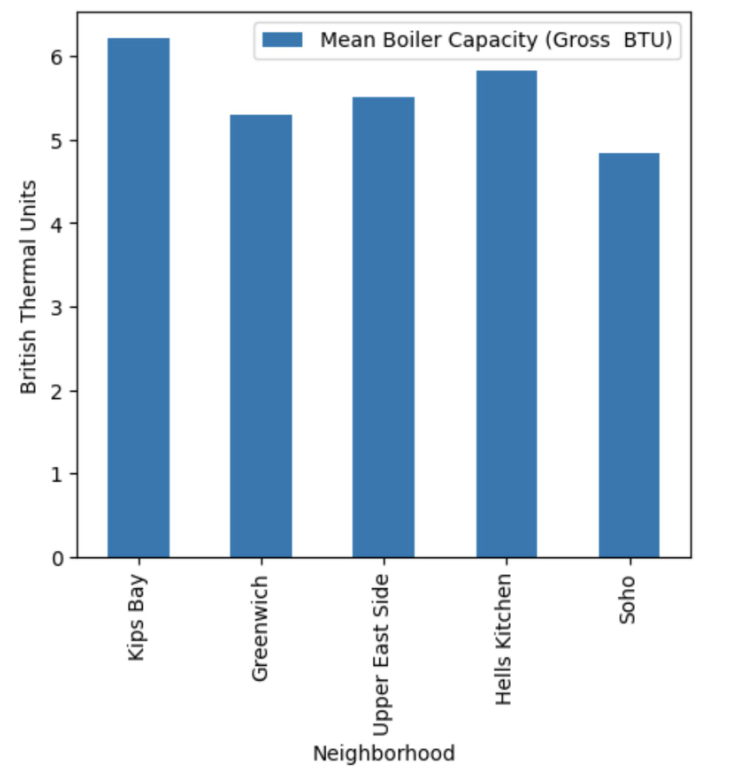 Mean Boiler Capacity (Gross  BTU)
British Thermal Units
6
5
4
3
2
1
0
Kips Bay
Greenwich
Upper East Side
Hells Kitchen
Soho
Neighborhood